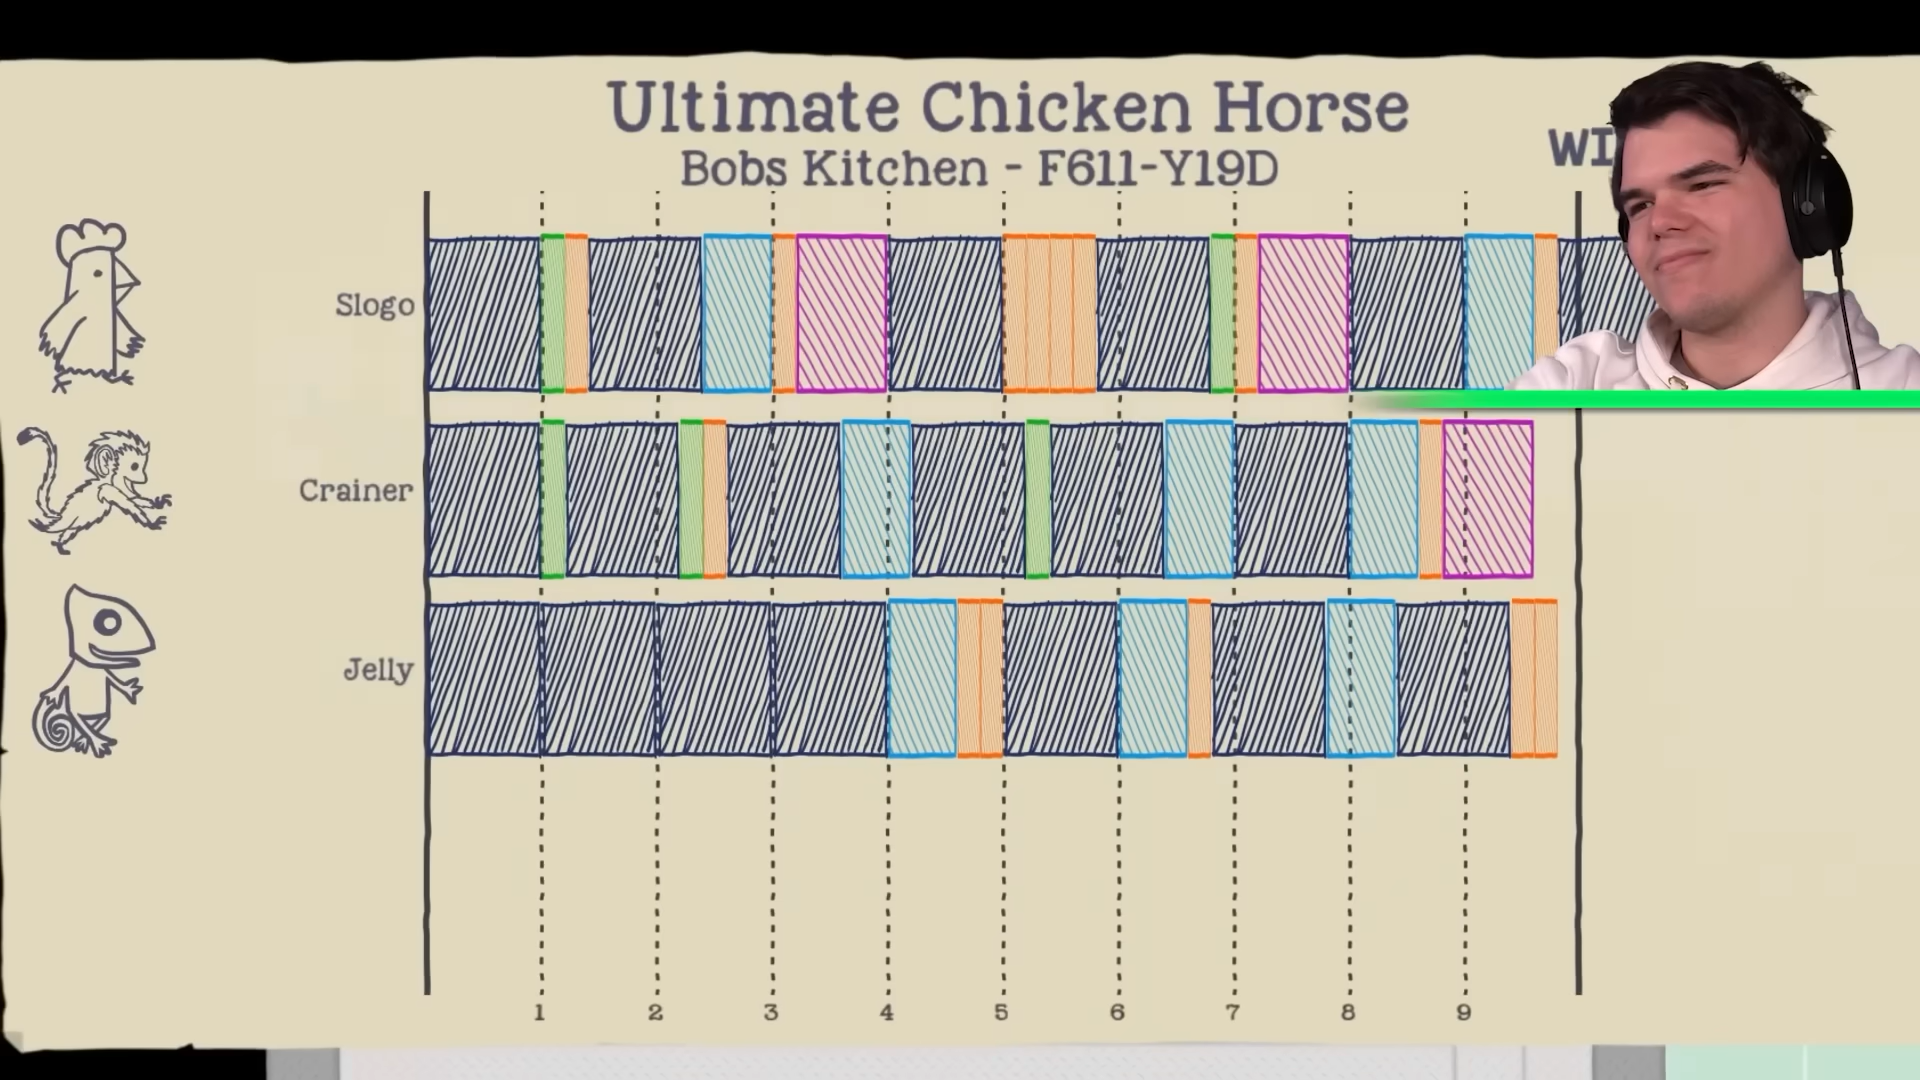 Ultimate Chicken Horse
Bobs Kitchen - F611-Y19D
WI
Slogo
Crainer
Jelly
1 2 3 4 5 6 7 8 9